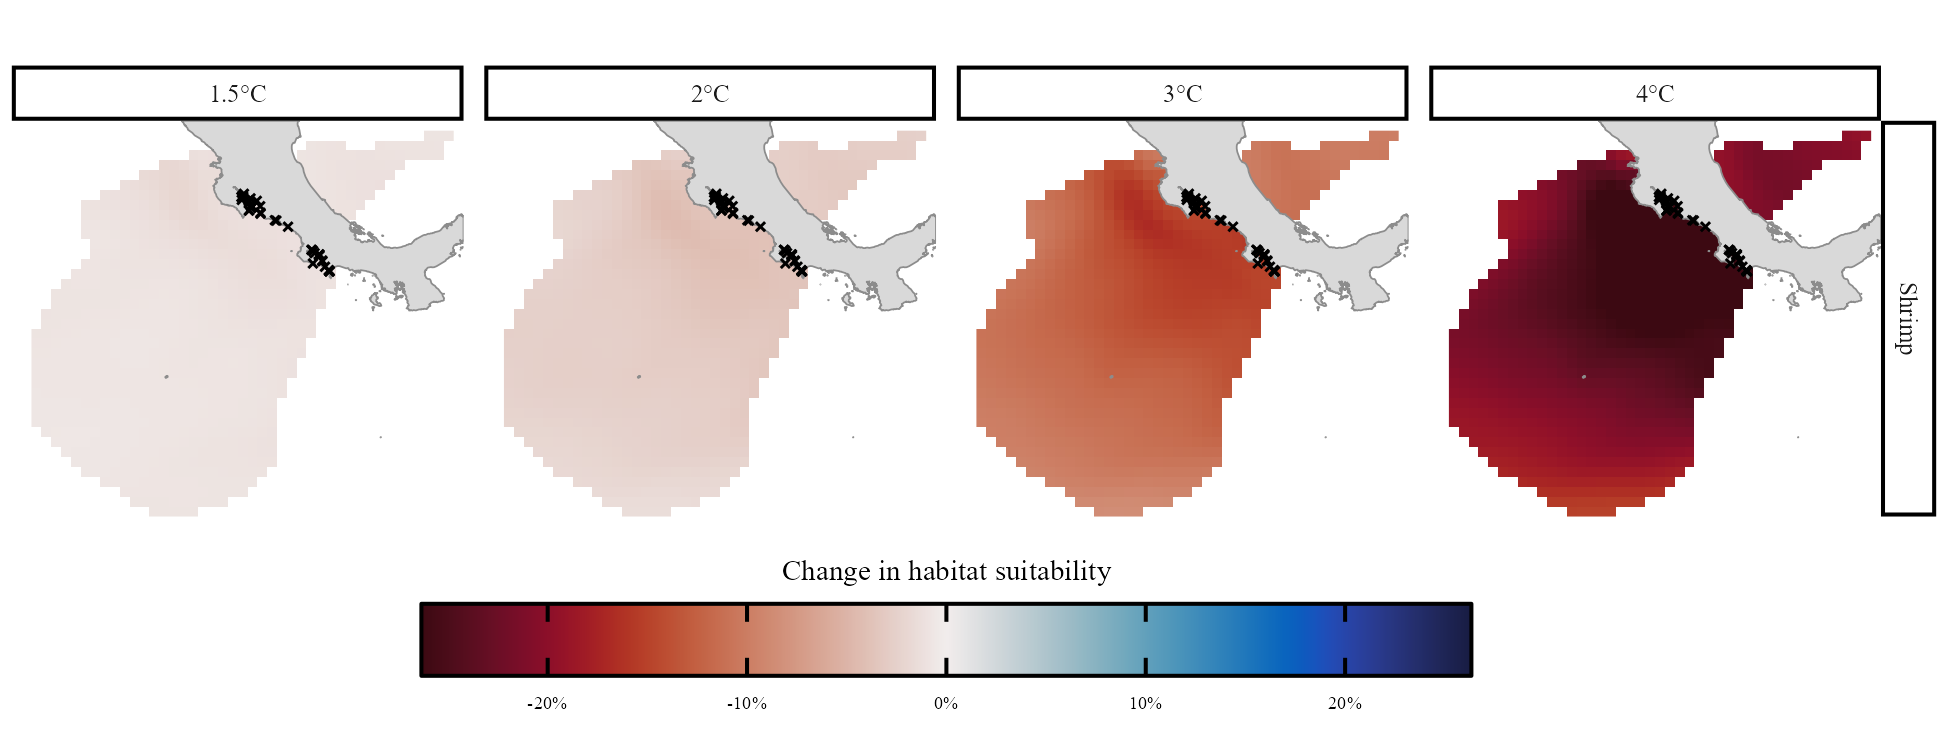 1.5°C
2°C
3°C
4°C
Shrimp
Change in habitat suitability
-20%
-10%
0%
10%
20%